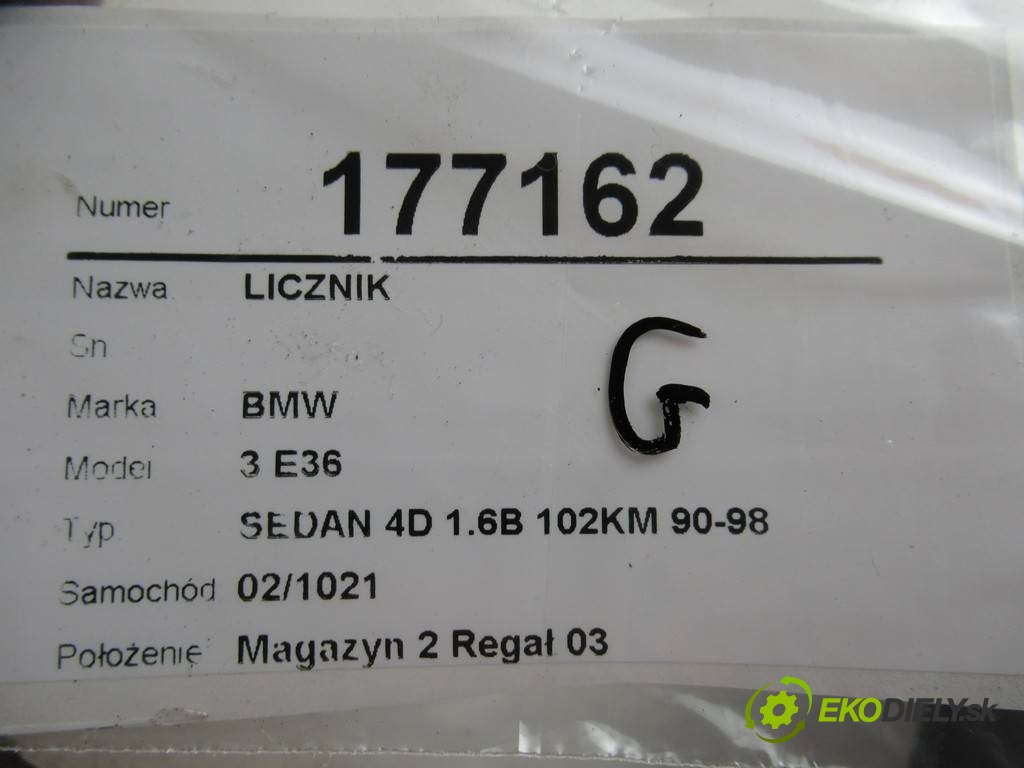 Numer 177162
Nazwa LICZNIK
Sn
G
Marka BMW
Model 3 E36
Typ SEDAN 4D 1.6B 102KM 90-98
Samochód 02/1021
Położenie Magazyn 2 Regał 03
EKODIELY.sk